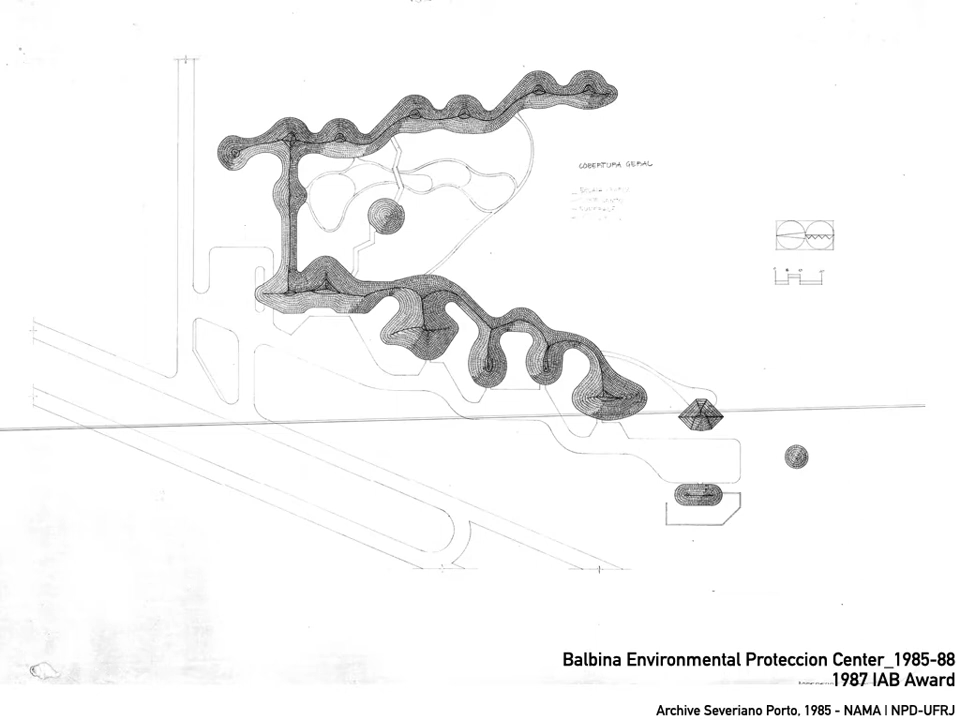 COBERTURA GERAL
Balbina Environmental Proteccion Center_1985-88
1987 IAB Award
Archive Severiano Porto, 1985 - NAMA | NPD-UFRJ